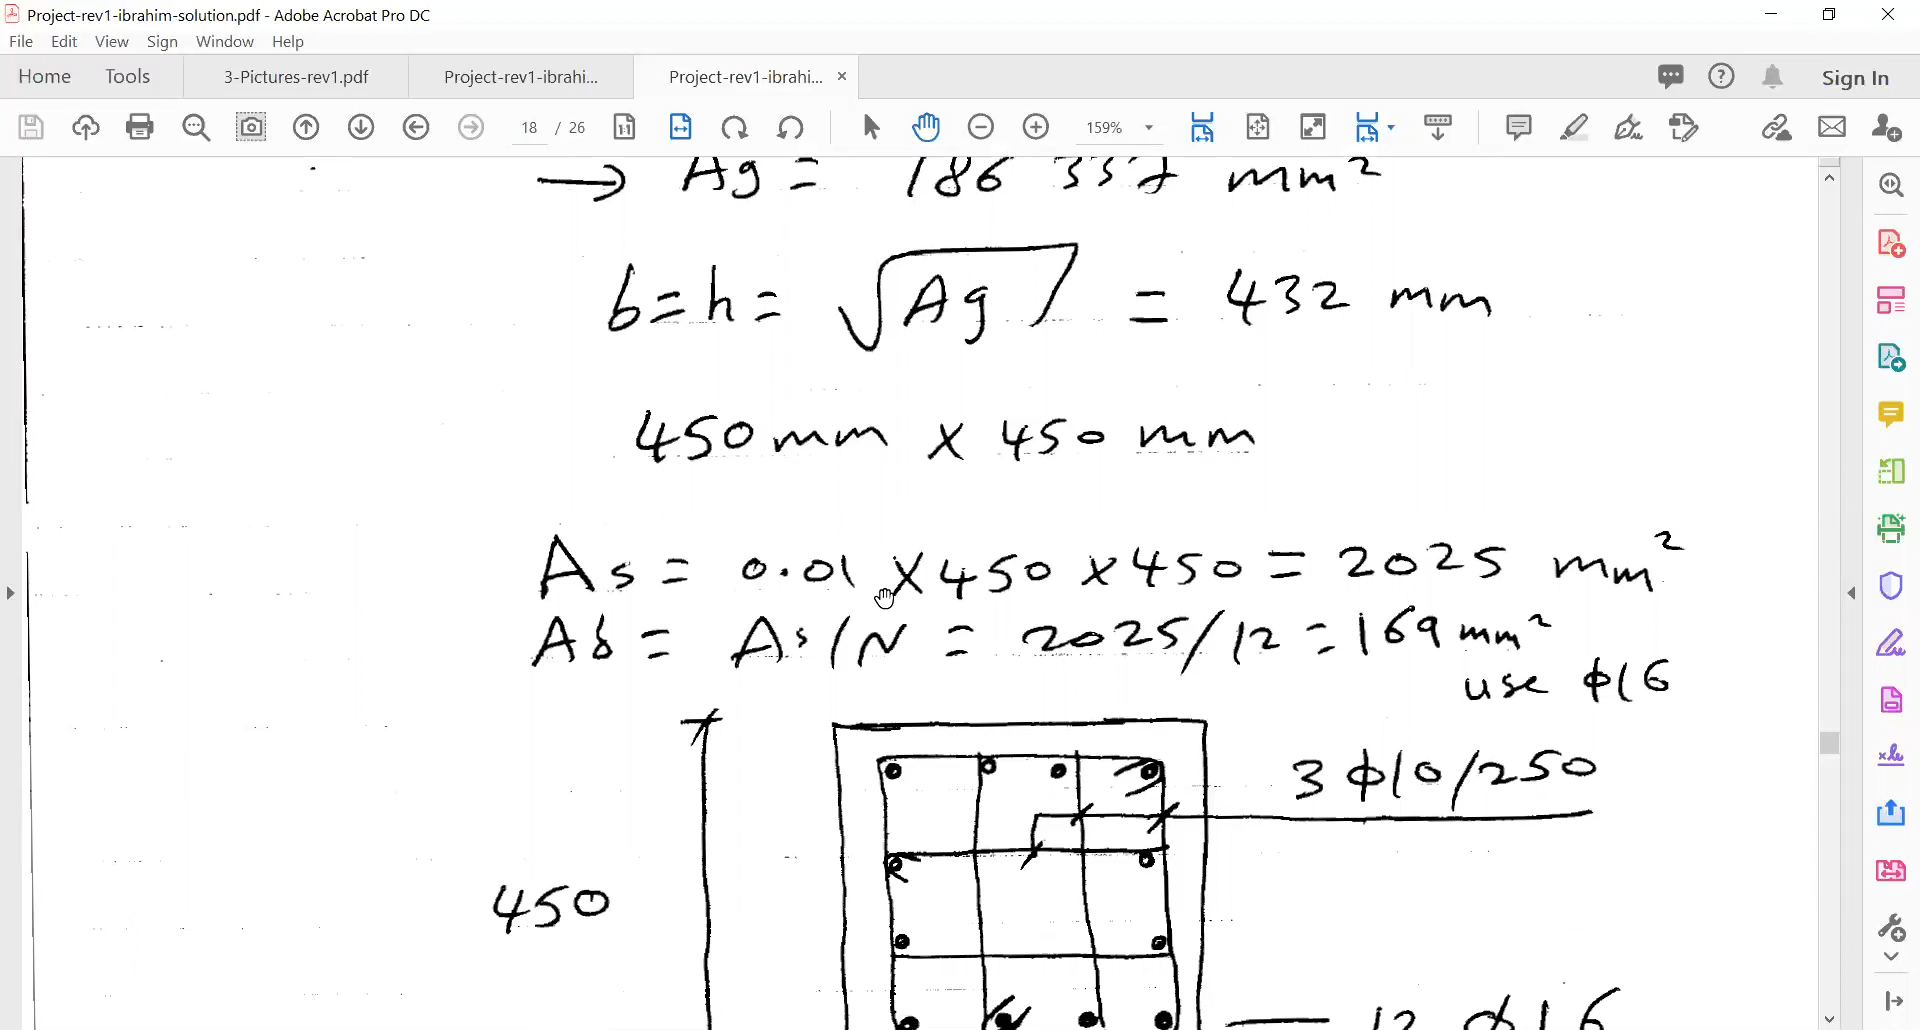 Project-rev1-ibrahim-solution.pdf - Adobe Acrobat Pro DC
File Edit View Sign Window Help
Home Tools 3-Pictures-rev1.pdf Project-rev1-ibrahi... Project-rev1-ibrahi... × Sign In
18 / 26 159%
→ Ag = 186 337 mm²
b=h= √Ag = 432 mm
450 mm x 450 mm
As = 0.01 x 450 x 450 = 2025 mm²
Ab = As/N = 2025/12 = 169 mm²
use ϕ16
3 ϕ10/250
450
12 ϕ16